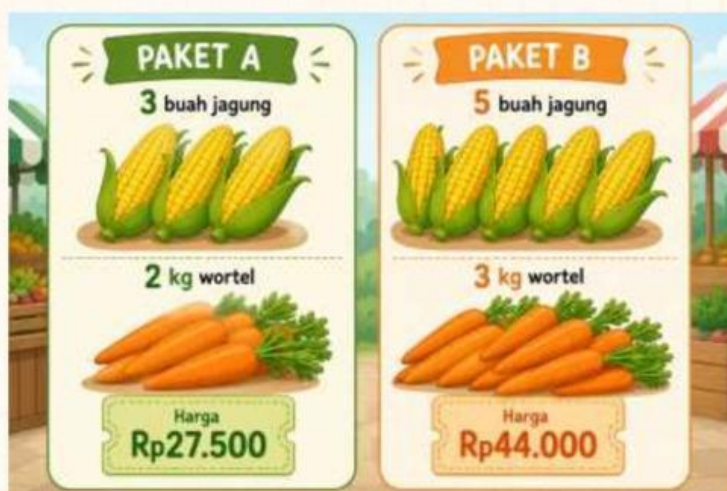 PAKET A
3 buah jagung
2 kg wortel
Harga
Rp27.500
PAKET B
5 buah jagung
3 kg wortel
Harga
Rp44.000